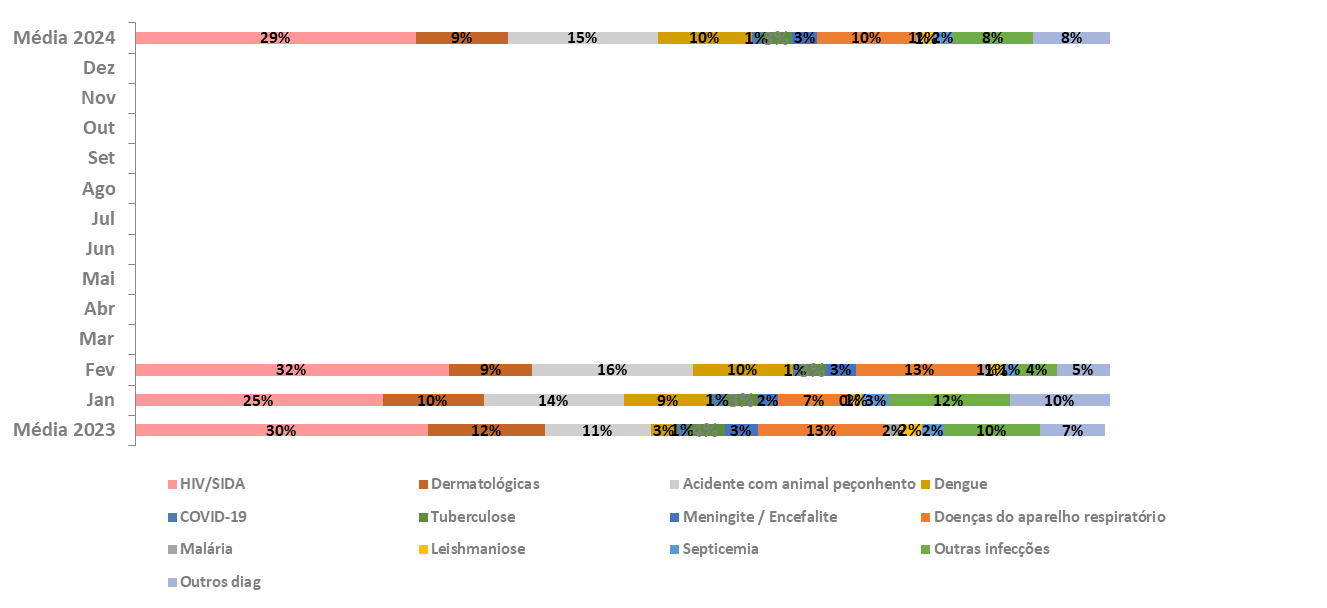 Média 2024 29% 9% 15% 10% 1% 3% 10% 1% 2% 8% 8%
Dez
Nov
Out
Set
Ago
Jul
Jun
Mai
Abr
Mar
Fev 32% 9% 16% 10% 1% 3% 13% 1% 1% 4% 5%
Jan 25% 10% 14% 9% 1% 2% 7% 0% 1% 3% 12% 10%
Média 2023 30% 12% 11% 3% 1% 3% 13% 2% 2% 2% 10% 7%
HIV/SIDA Dermatológicas Acidente com animal peçonhento Dengue
COVID-19 Tuberculose Meningite / Encefalite Doenças do aparelho respiratório
Malária Leishmaniose Septicemia Outras infecções
Outros diag